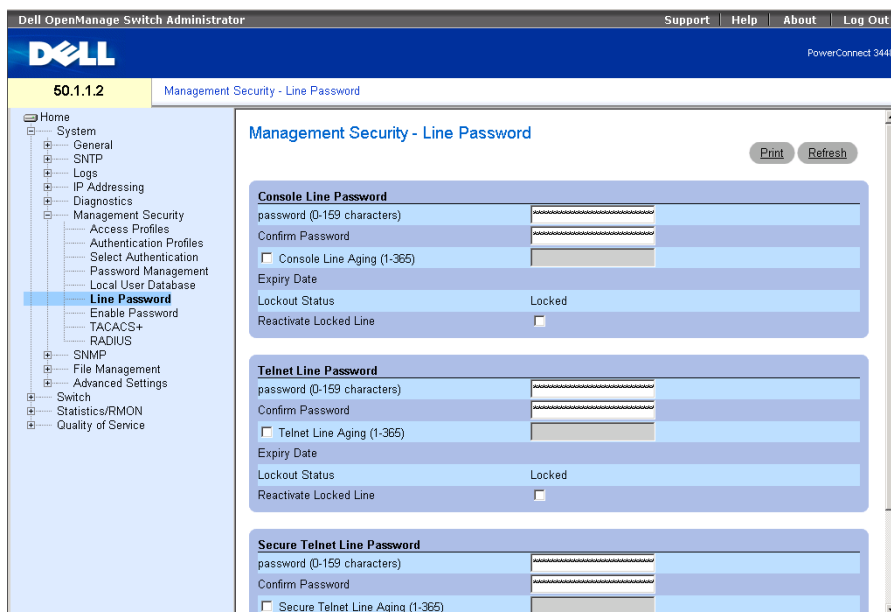 Dell OpenManage Switch Administrator
Support Help About Log Out
DELL
PowerConnect 3448
50.1.1.2
Management Security - Line Password
Home
System
General
SNTP
Logs
IP Addressing
Diagnostics
Management Security
Access Profiles
Authentication Profiles
Select Authentication
Password Management
Local User Database
Line Password
Enable Password
TACACS+
RADIUS
SNMP
File Management
Advanced Settings
Switch
Statistics/RMON
Quality of Service
Management Security - Line Password
Print Refresh
Console Line Password
password (0-159 characters)
Confirm Password
Console Line Aging (1-365)
Expiry Date
Lockout Status Locked
Reactivate Locked Line
Telnet Line Password
password (0-159 characters)
Confirm Password
Telnet Line Aging (1-365)
Expiry Date
Lockout Status Locked
Reactivate Locked Line
Secure Telnet Line Password
password (0-159 characters)
Confirm Password
Secure Telnet Line Aging (1-365)